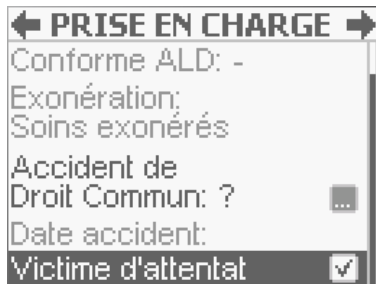 PRISE EN CHARGE
Conforme ALD: -
Exonération:
Soins exonérés
Accident de
Droit Commun: ?
...
Date accident:
Victime d'attentat